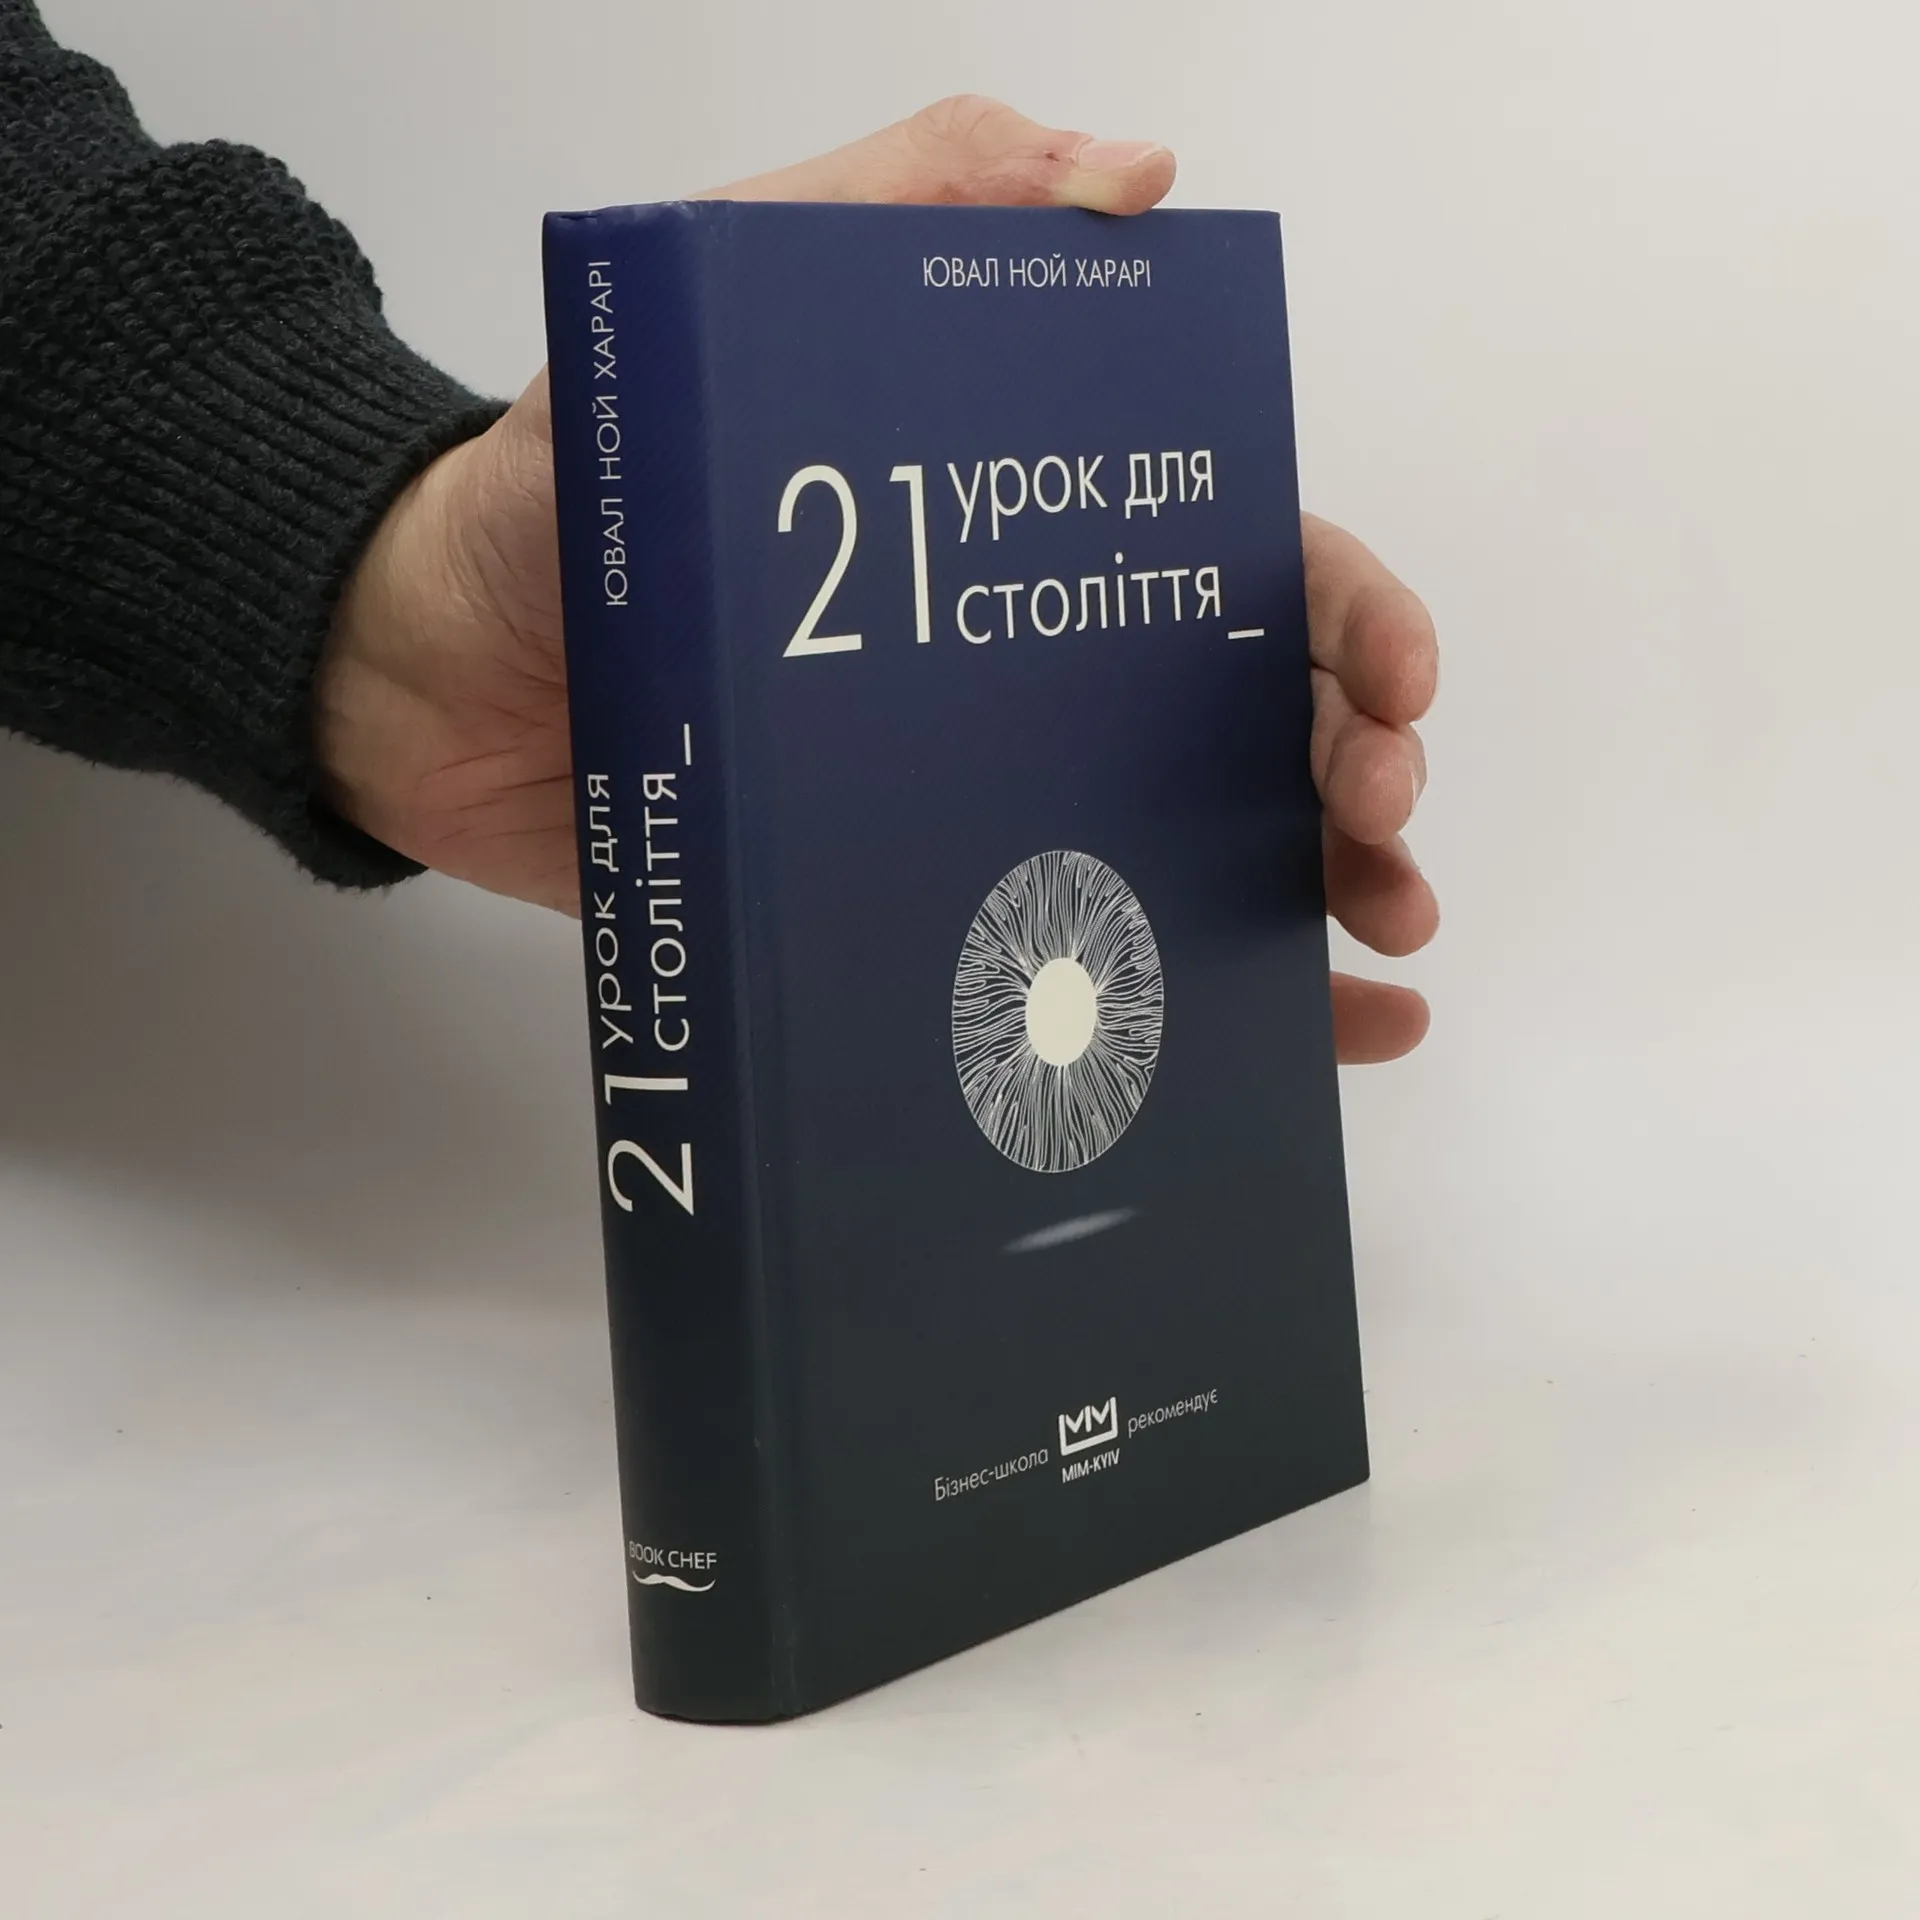 ЮВАЛ НОЙ ХАРАРІ
21 урок для
століття_
Бізнес-школа MIM-KYIV рекомендує
ЮВАЛ НОЙ ХАРАРІ
21 урок для
століття_
BOOK CHEF